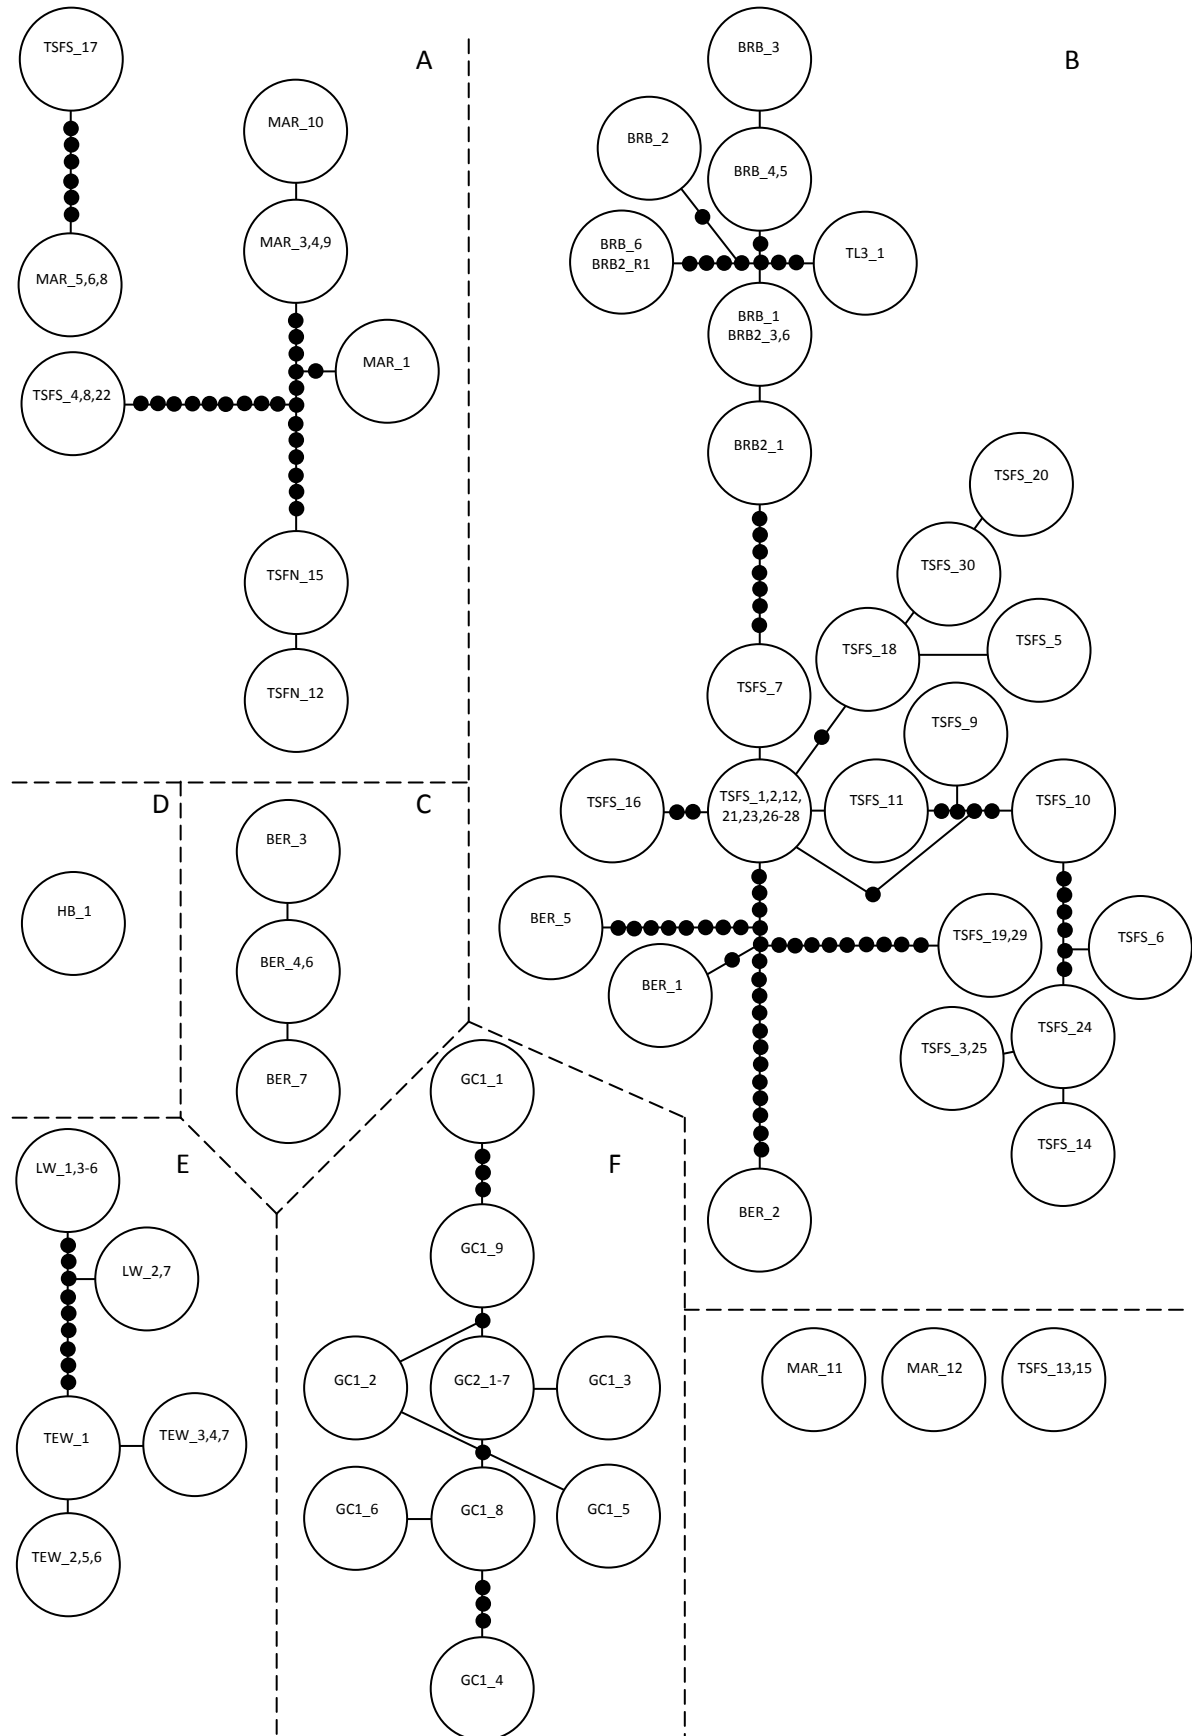 A
TSFS_17
MAR_10
MAR_3,4,9
MAR_5,6,8
MAR_1
TSFS_4,8,22
TSFN_15
TSFN_12
B
BRB_3
BRB_2
BRB_4,5
BRB_6
BRB2_R1
TL3_1
BRB_1
BRB2_3,6
BRB2_1
TSFS_20
TSFS_30
TSFS_18
TSFS_5
TSFS_7
TSFS_9
TSFS_16
TSFS_1,2,12,
21,23,26-28
TSFS_11
TSFS_10
BER_5
BER_1
TSFS_19,29
TSFS_6
TSFS_24
TSFS_3,25
TSFS_14
BER_2
D
HB_1
C
BER_3
BER_4,6
BER_7
E
LW_1,3-6
LW_2,7
TEW_1
TEW_3,4,7
TEW_2,5,6
F
GC1_1
GC1_9
GC1_2
GC2_1-7
GC1_3
GC1_6
GC1_8
GC1_5
GC1_4
MAR_11
MAR_12
TSFS_13,15